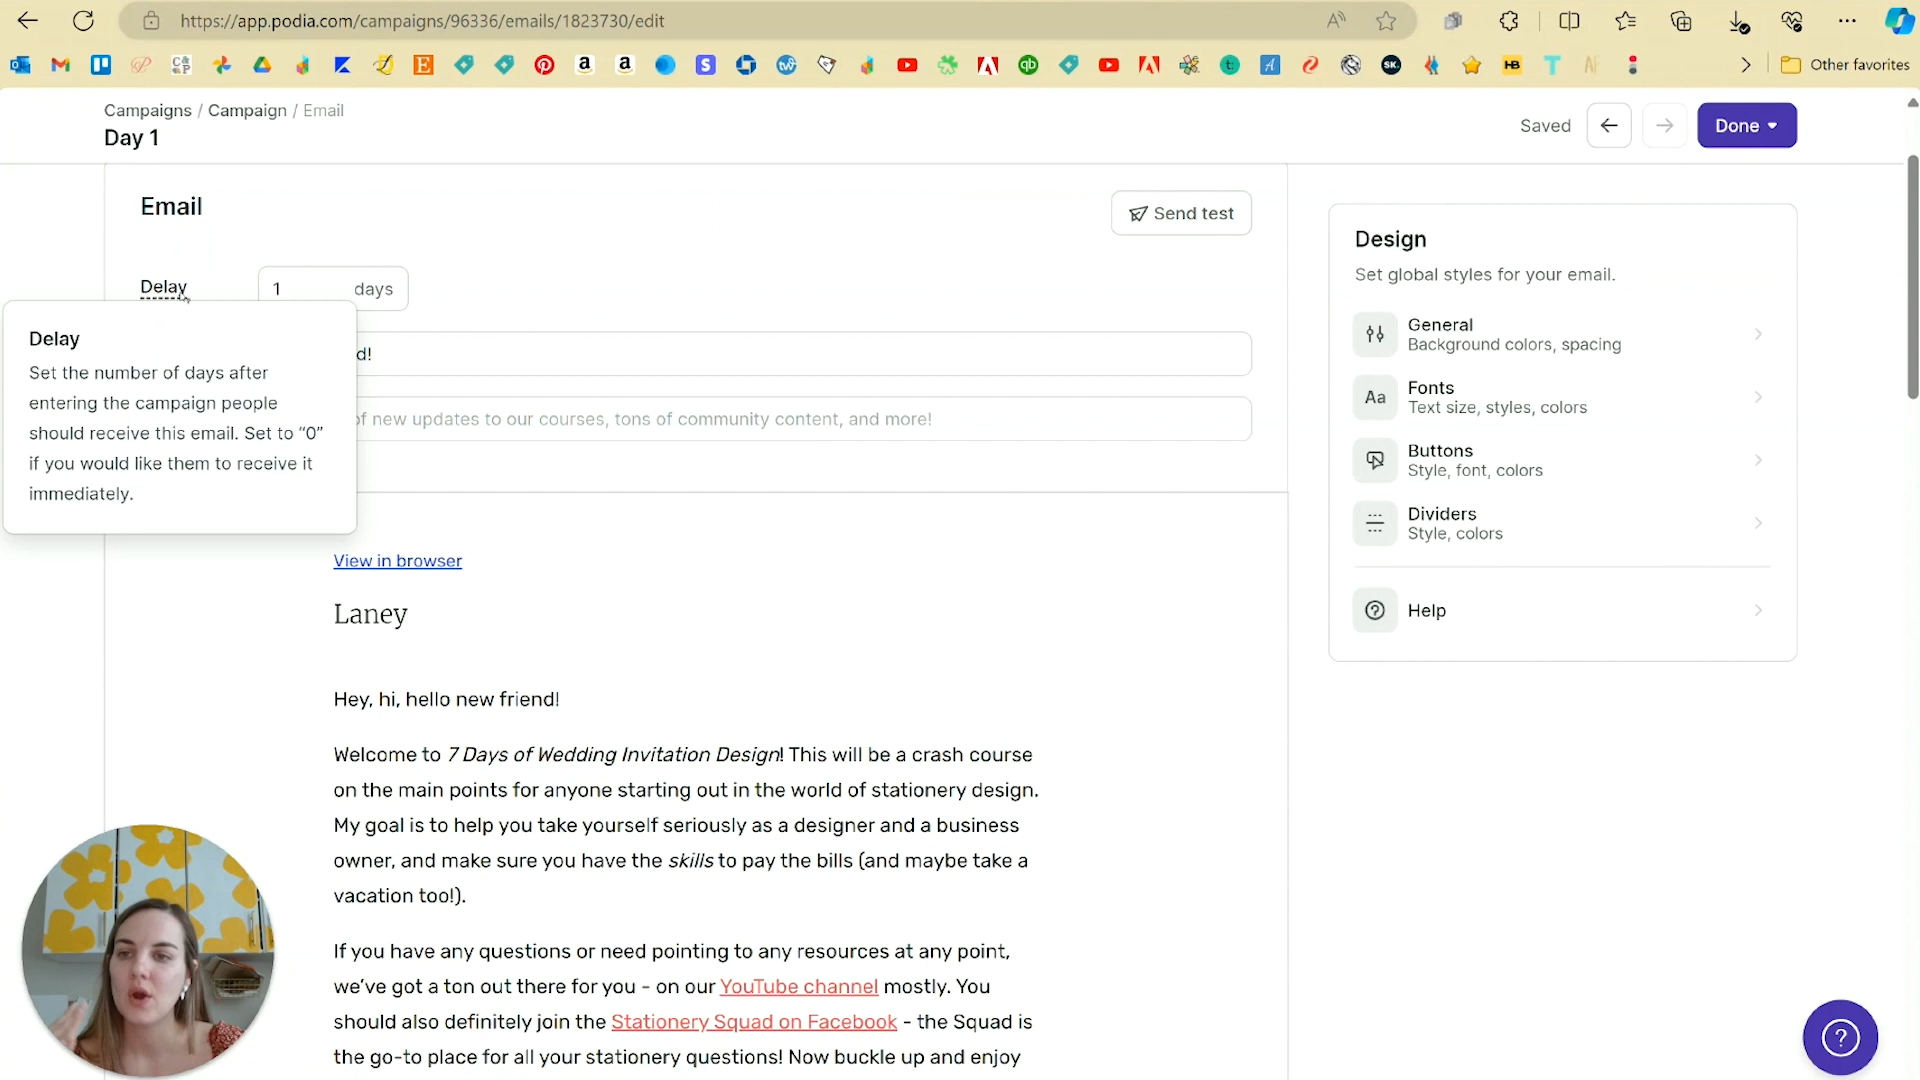 https://app.podia.com/campaigns/96336/emails/1823730/edit
Other favorites
Campaigns / Campaign / Email
Day 1
Saved
Done
Email
Send test
Delay
1 days
Delay
Set the number of days after
entering the campaign people
should receive this email. Set to “0”
if you would like them to receive it
immediately.
d!
of new updates to our courses, tons of community content, and more!
Design
Set global styles for your email.
General
Background colors, spacing
Aa
Fonts
Text size, styles, colors
Buttons
Style, font, colors
Dividers
Style, colors
Help
View in browser
Laney
Hey, hi, hello new friend!
Welcome to 7 Days of Wedding Invitation Design! This will be a crash course
on the main points for anyone starting out in the world of stationery design.
My goal is to help you take yourself seriously as a designer and a business
owner, and make sure you have the skills to pay the bills (and maybe take a
vacation too!).
If you have any questions or need pointing to any resources at any point,
we've got a ton out there for you - on our YouTube channel mostly. You
should also definitely join the Stationery Squad on Facebook - the Squad is
the go-to place for all your stationery questions! Now buckle up and enjoy